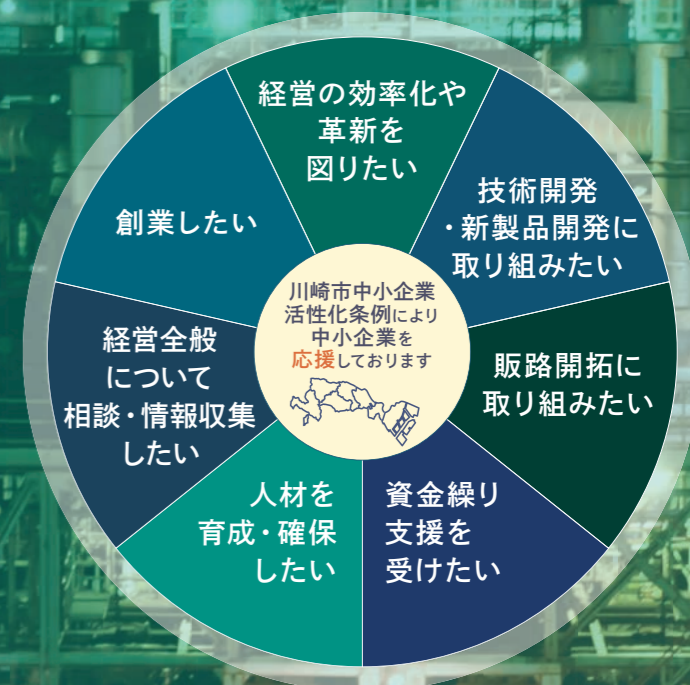 経営の効率化や
革新を
図りたい
技術開発
・新製品開発に
取り組みたい
販路開拓に
取り組みたい
資金繰り
支援を
受けたい
人材を
育成・確保
したい
経営全般
について
相談・情報収集
したい
創業したい
川崎市中小企業
活性化条例により
中小企業を
応援しております